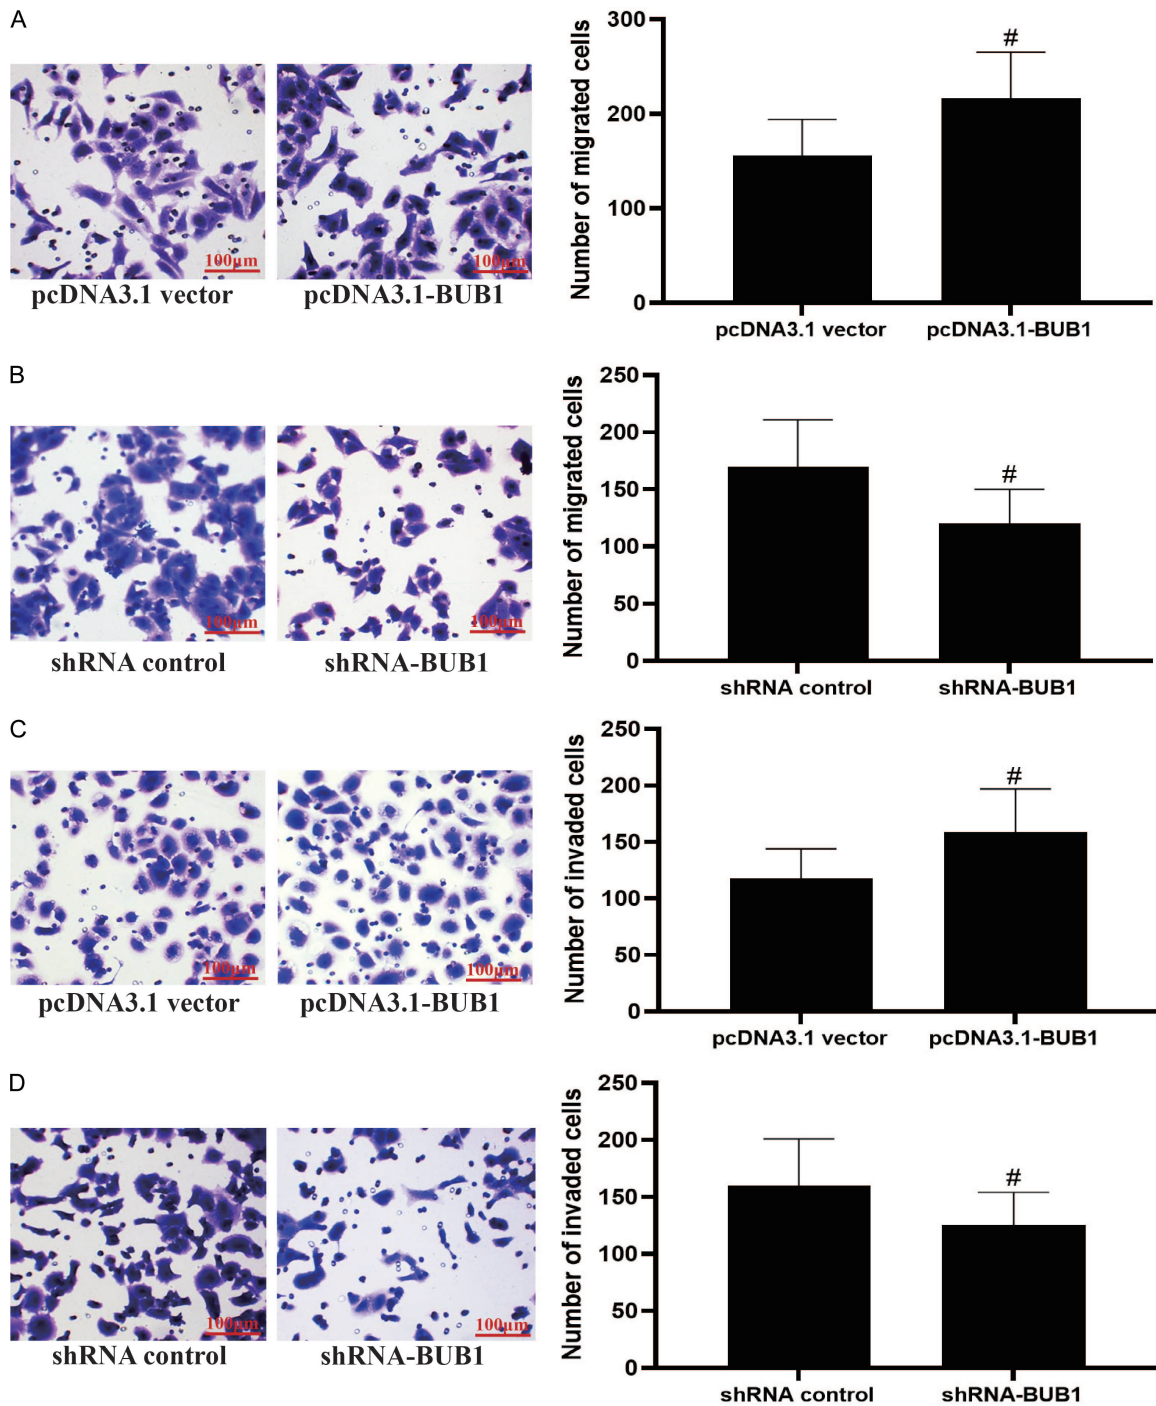 A
100µm
100µm
pcDNA3.1 vector
pcDNA3.1-BUB1
Number of migrated cells
300
200
100
0
#
pcDNA3.1 vector
pcDNA3.1-BUB1
B
100µm
100µm
shRNA control
shRNA-BUB1
Number of migrated cells
250
200
150
100
50
0
#
shRNA control
shRNA-BUB1
C
100µm
100µm
pcDNA3.1 vector
pcDNA3.1-BUB1
Number of invaded cells
250
200
150
100
50
0
#
pcDNA3.1 vector
pcDNA3.1-BUB1
D
100µm
100µm
shRNA control
shRNA-BUB1
Number of invaded cells
250
200
150
100
50
0
#
shRNA control
shRNA-BUB1